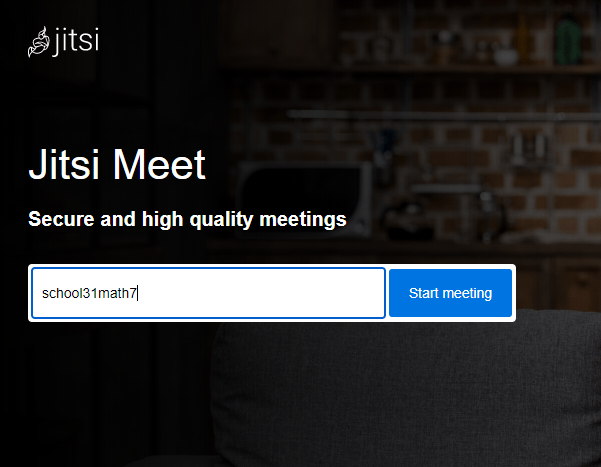 jitsi
Jitsi Meet
Secure and high quality meetings
school31math7
Start meeting